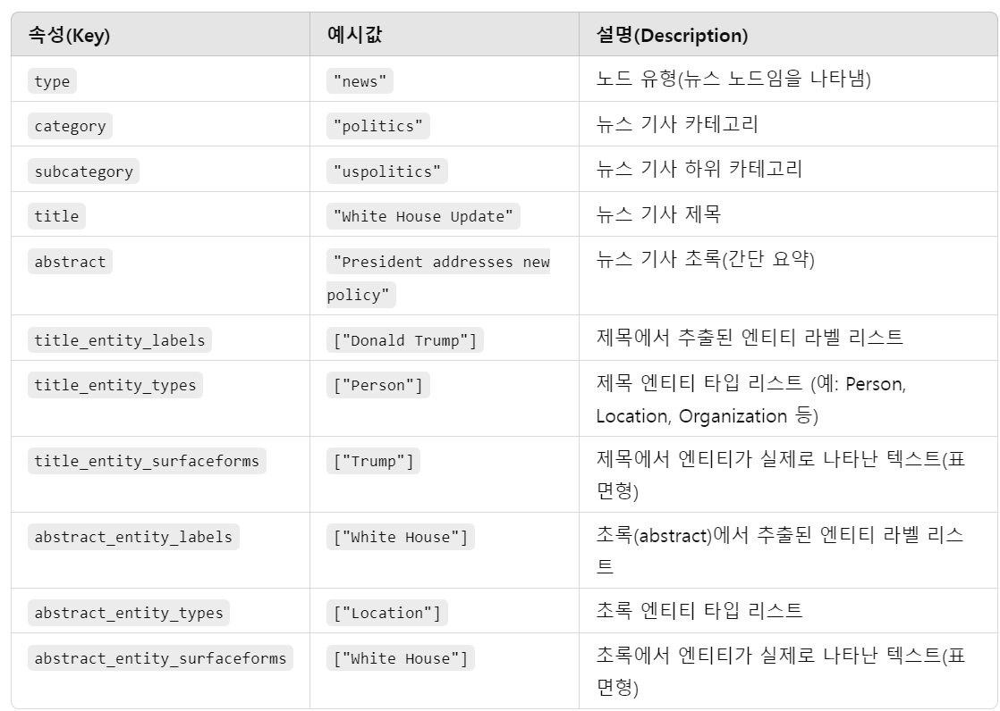 속성(Key) 예시값 설명(Description)
type "news" 노드 유형(뉴스 노드임을 나타냄)
category "politics" 뉴스 기사 카테고리
subcategory "uspolitics" 뉴스 기사 하위 카테고리
title "White House Update" 뉴스 기사 제목
abstract "President addresses new 뉴스 기사 초록(간단 요약)
policy"
title_entity_labels ["Donald Trump"] 제목에서 추출된 엔티티 라벨 리스트
title_entity_types ["Person"] 제목 엔티티 타입 리스트 (예: Person,
Location, Organization 등)
title_entity_surfaceforms ["Trump"] 제목에서 엔티티가 실제로 나타난 텍스트(표
면형)
abstract_entity_labels ["White House"] 초록(abstract)에서 추출된 엔티티 라벨 리스
트
abstract_entity_types ["Location"] 초록 엔티티 타입 리스트
abstract_entity_surfaceforms ["White House"] 초록에서 엔티티가 실제로 나타난 텍스트(표
면형)